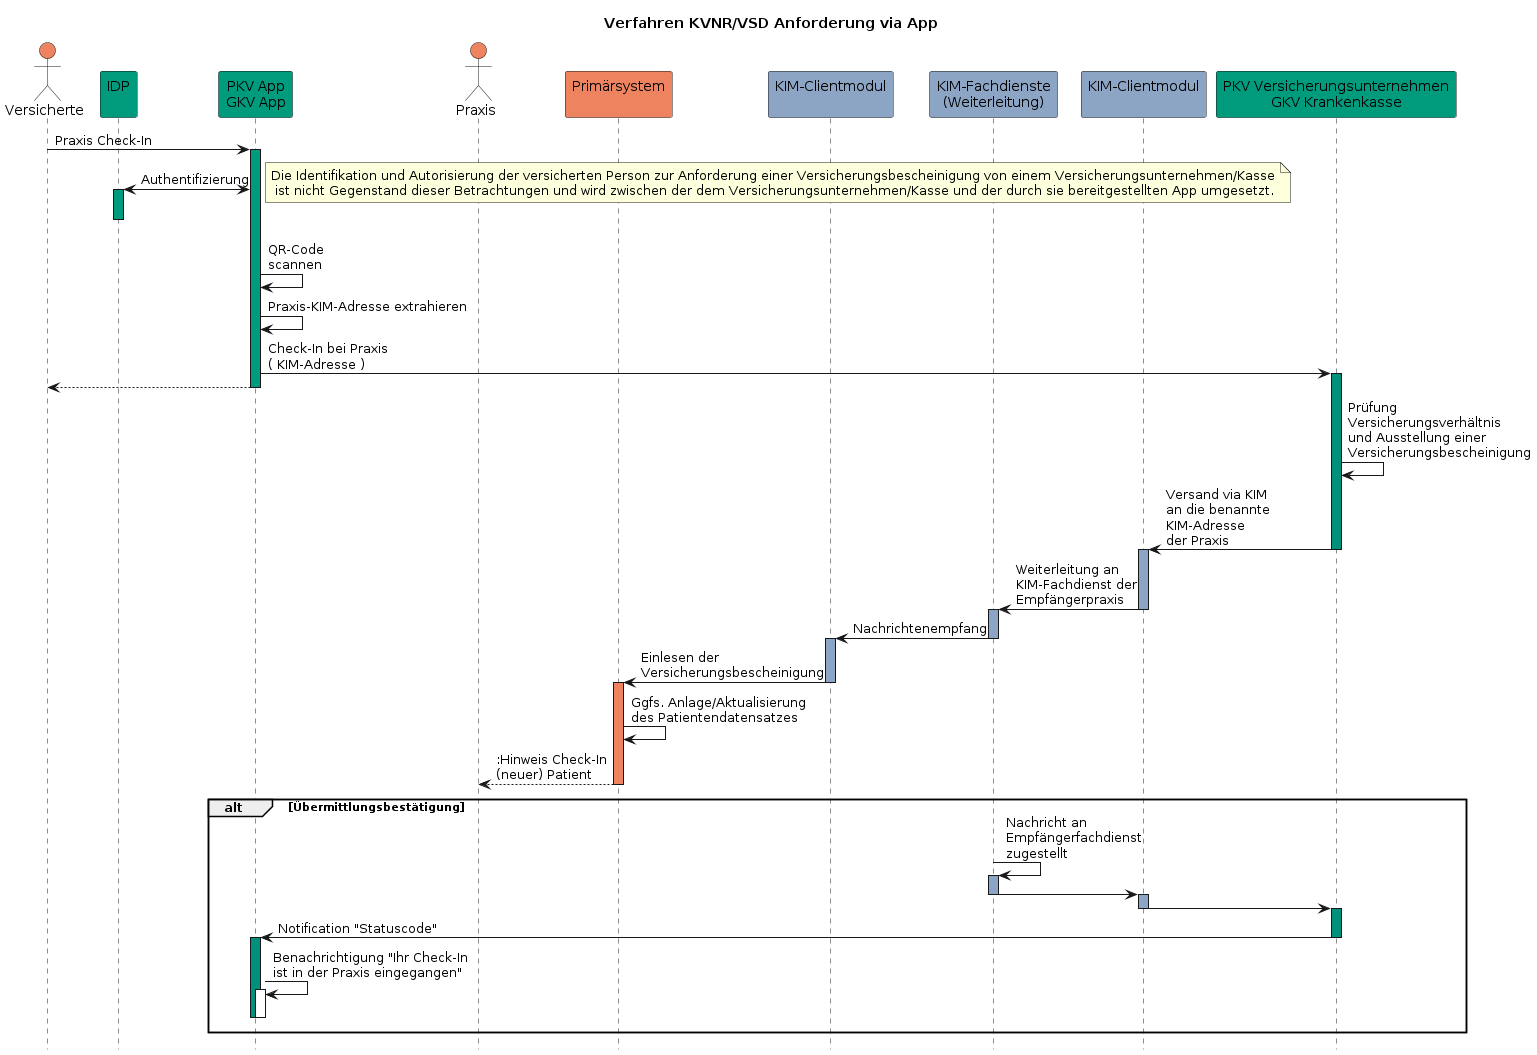 Verfahren KVNR/VSD Anforderung via App
Versicherte
IDP
PKV App
GKV App
Praxis
Primärsystem
KIM-Clientmodul
KIM-Fachdienste
(Weiterleitung)
KIM-Clientmodul
PKV Versicherungsunternehmen
GKV Krankenkasse
Praxis Check-In
Authentifizierung
Die Identifikation und Autorisierung der versicherten Person zur Anforderung einer Versicherungsbescheinigung von einem Versicherungsunternehmen/Kasse
ist nicht Gegenstand dieser Betrachtungen und wird zwischen der dem Versicherungsunternehmen/Kasse und der durch sie bereitgestellten App umgesetzt.
QR-Code
scannen
Praxis-KIM-Adresse extrahieren
Check-In bei Praxis
( KIM-Adresse )
Prüfung
Versicherungsverhältnis
und Ausstellung einer
Versicherungsbescheinigung
Versand via KIM
an die benannte
KIM-Adresse
der Praxis
Weiterleitung an
KIM-Fachdienst der
Empfängerpraxis
Nachrichtenempfang
Einlesen der
Versicherungsbescheinigung
Ggfs. Anlage/Aktualisierung
des Patientendatensatzes
:Hinweis Check-In
(neuer) Patient
alt
[Übermittlungsbestätigung]
Nachricht an
Empfängerfachdienst
zugestellt
Notification "Statuscode"
Benachrichtigung "Ihr Check-In
ist in der Praxis eingegangen"